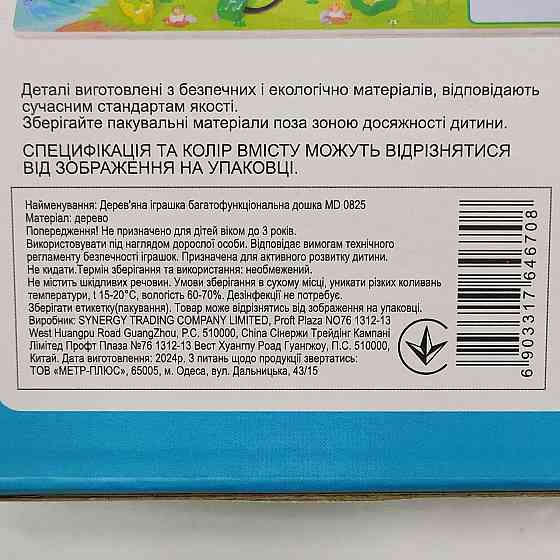 Деталі виготовлені з безпечних і екологічно матеріалів, відповідають
сучасним стандартам якості.
Зберігайте пакувальні матеріали поза зоною досяжності дитини.
СПЕЦИФІКАЦІЯ ТА КОЛІР ВМІСТУ МОЖУТЬ ВІДРІЗНЯТИСЯ
ВІД ЗОБРАЖЕННЯ НА УПАКОВЦІ.
Найменування: Дерев'яна іграшка багатофункціональна дошка MD 0825
Матеріал: дерево
Попередження! Не призначено для дітей віком до 3 років.
Використовувати під наглядом дорослої особи. Відповідає вимогам технічного
регламенту безпечності іграшок. Призначена для активного розвитку дитини.
Не кидати.Термін зберігання та використання: необмежений.
Не містить шкідливих речовин. Умови зберігання в сухому місці, уникати різких коливань
температури, t 15-20°C, вологість 60-70%. Дезінфекції не потребує.
Зберігати етикетку(пакування). Товар може відрізнятись від зображення на упаковці.
Виробник: SYNERGY TRADING COMPANY LIMITED, Proft Plaza NO76 1312-13
West Huangpu Road GuangZhou, P.C. 510000, China Сінержи Трейдінг Кампані
Лімітед Профт Плаза №76 1312-13 Вест Хуангпу Роад Гуангжоу, П.С. 510000,
Китай. Дата виготовлення: 2024р. З питань щодо продукції звертатись:
ТОВ «МЕТР-ПЛЮС», 65005, м. Одеса, вул. Дальницька, 43/15
6 903317 646708